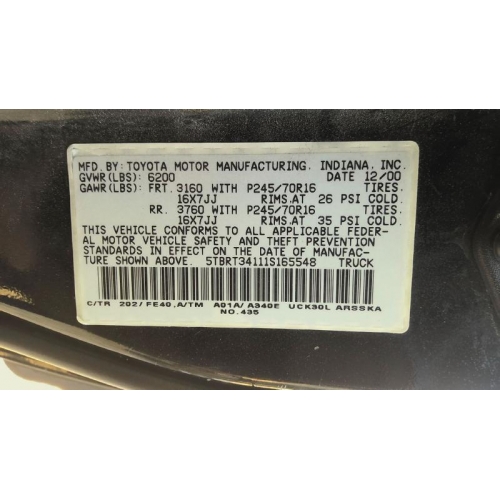 MFD. BY: TOYOTA MOTOR MANUFACTURING, INDIANA, INC.
GVWR(LBS): 6200 DATE 12/00
GAWR(LBS): FRT. 3160 WITH P245/70R16 TIRES.
16X7JJ RIMS.AT 26 PSI COLD.
RR. 3760 WITH P245/70R16 TIRES.
16X7JJ RIMS.AT 35 PSI COLD.
THIS VEHICLE CONFORMS TO ALL APPLICABLE FEDER-
AL MOTOR VEHICLE SAFETY AND THEFT PREVENTION
STANDARDS IN EFFECT ON THE DATE OF MANUFAC-
TURE SHOWN ABOVE. 5TBRT34111S165548 TRUCK
C/TR 202/FE40.A/TM A01A/A340E UCK30L ARSSKA
NO.435